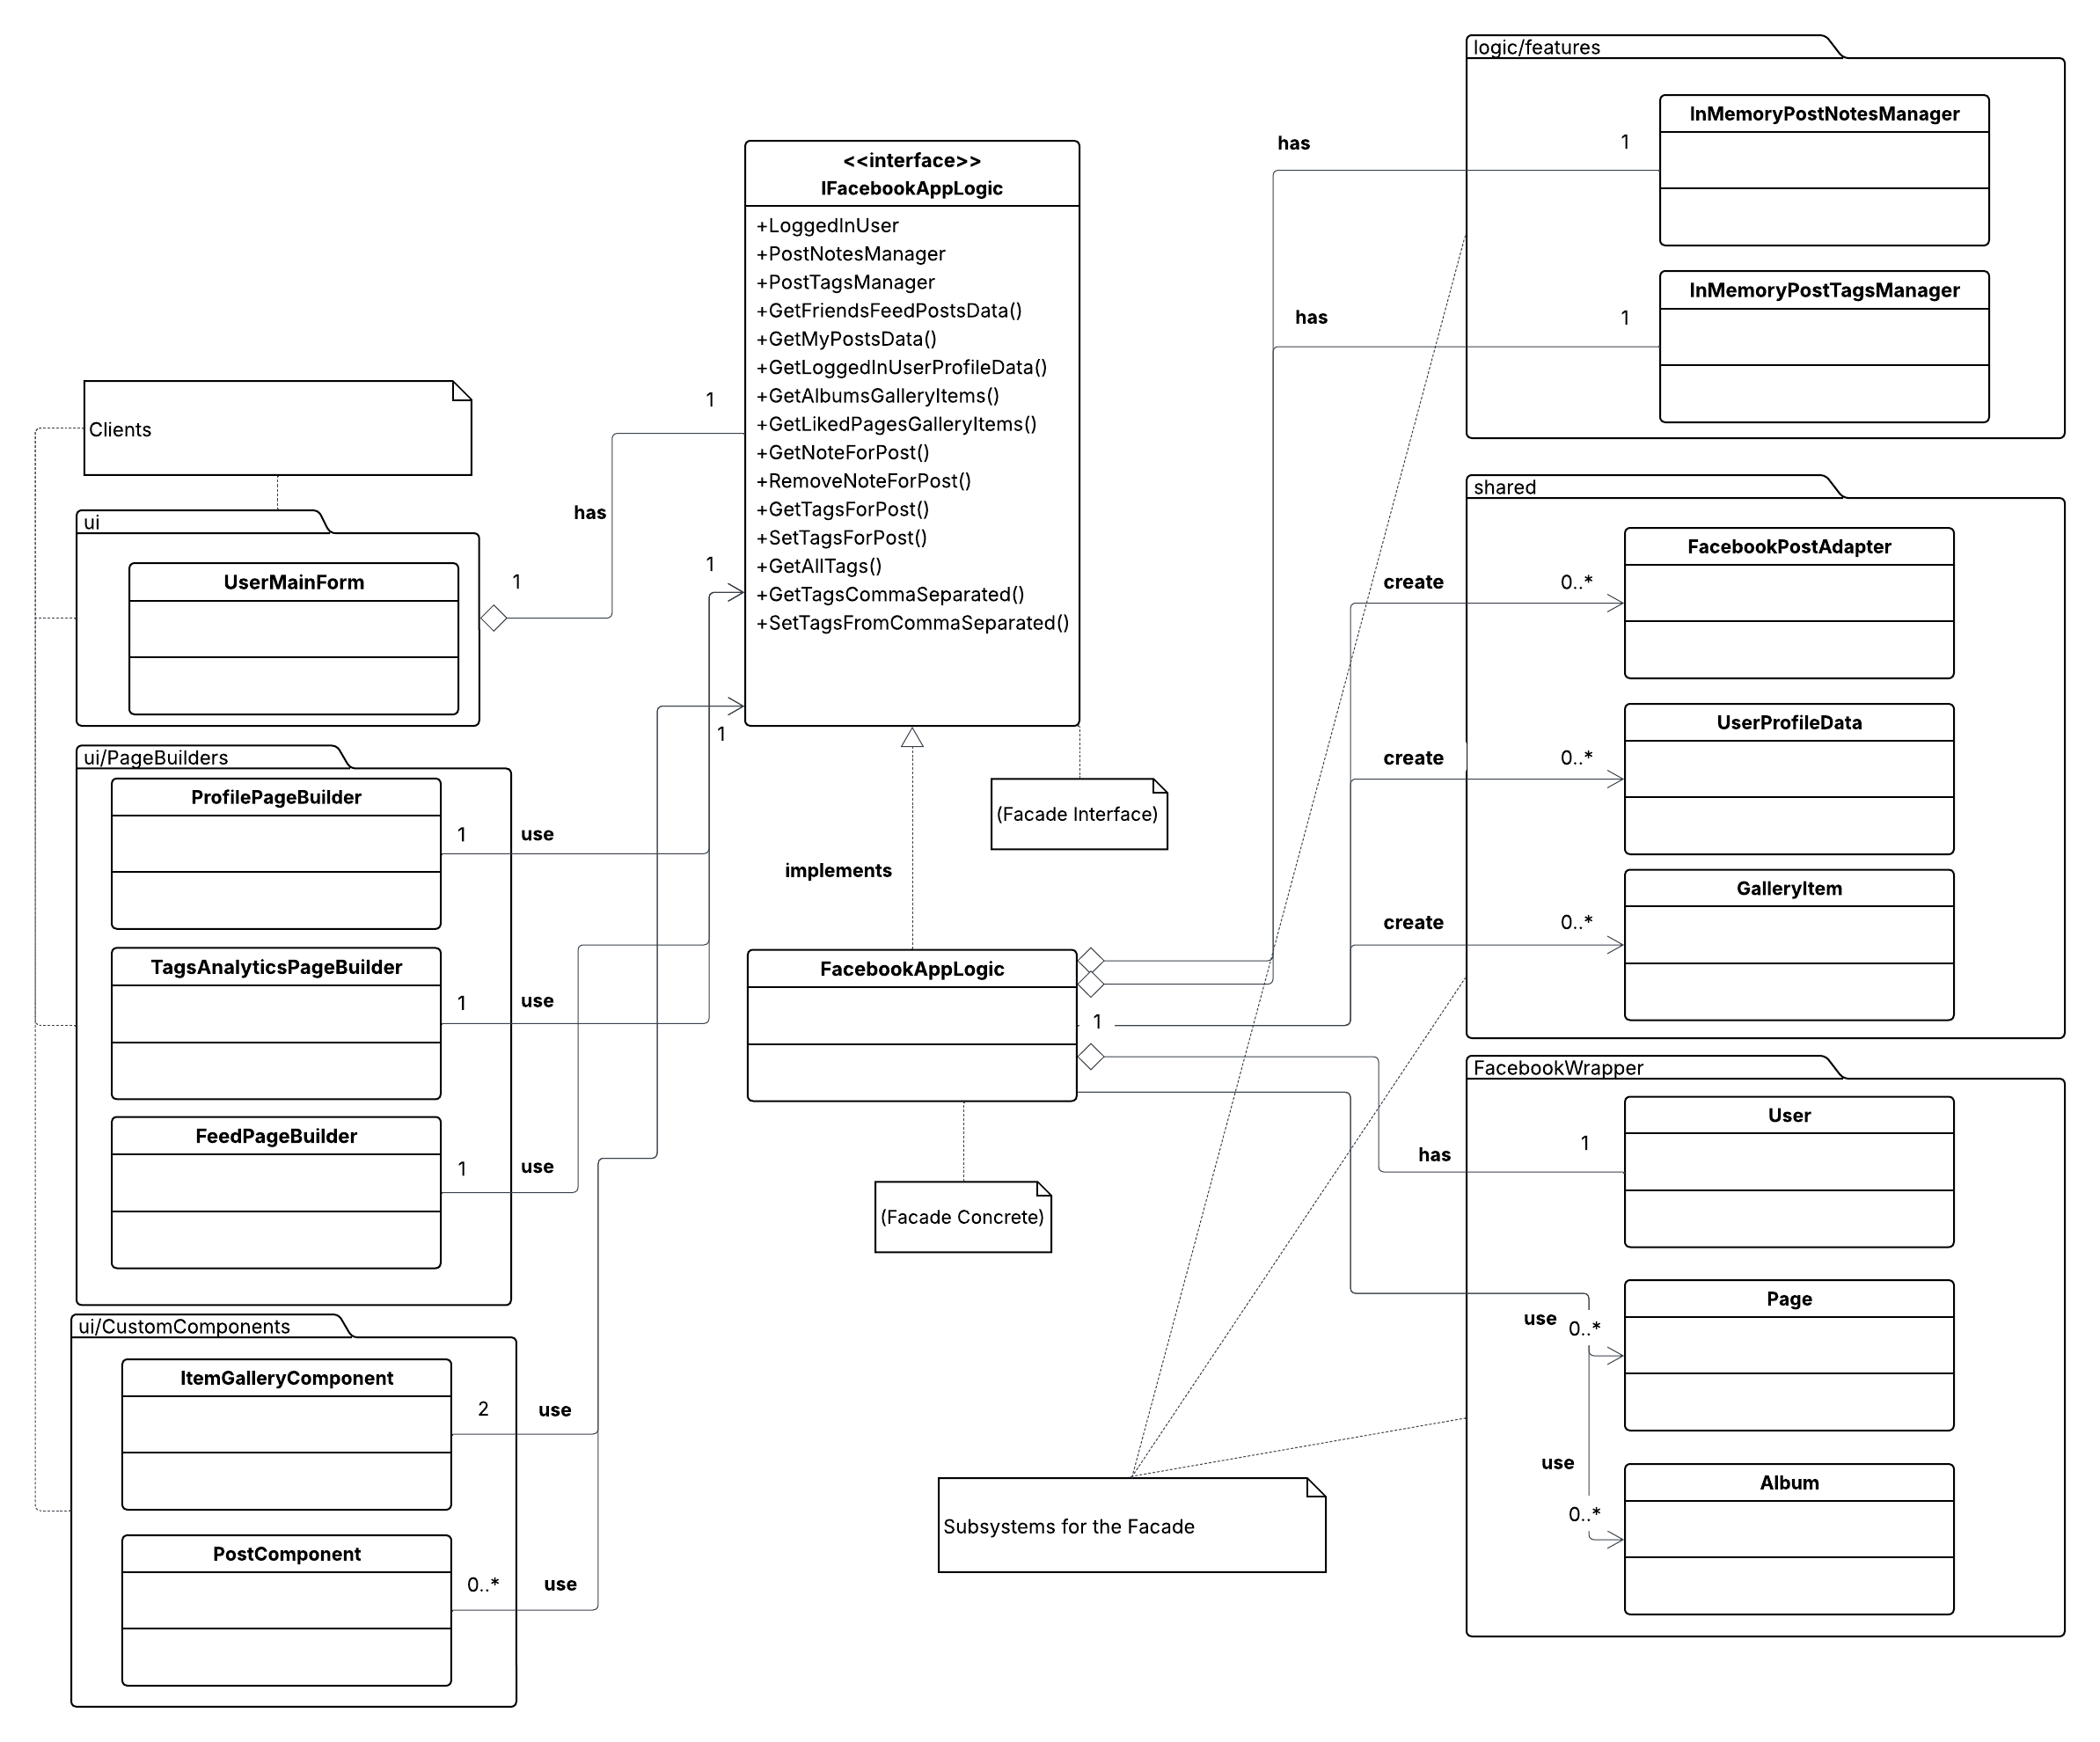 Clients
ui
UserMainForm
1
has
1
ui/PageBuilders
ProfilePageBuilder
1
use
1
TagsAnalyticsPageBuilder
1
use
FeedPageBuilder
1
use
ui/CustomComponents
ItemGalleryComponent
2
use
1
PostComponent
0..*
use
<<interface>>
IFacebookAppLogic
+LoggedInUser
+PostNotesManager
+PostTagsManager
+GetFriendsFeedPostsData()
+GetMyPostsData()
+GetLoggedInUserProfileData()
+GetAlbumsGalleryItems()
+GetLikedPagesGalleryItems()
+GetNoteForPost()
+RemoveNoteForPost()
+GetTagsForPost()
+SetTagsForPost()
+GetAllTags()
+GetTagsCommaSeparated()
+SetTagsFromCommaSeparated()
(Facade Interface)
implements
FacebookAppLogic
1
(Facade Concrete)
Subsystems for the Facade
logic/features
has
1
InMemoryPostNotesManager
has
1
InMemoryPostTagsManager
shared
create
0..*
FacebookPostAdapter
create
0..*
UserProfileData
create
0..*
GalleryItem
FacebookWrapper
has
1
User
use
0..*
Page
use
0..*
Album